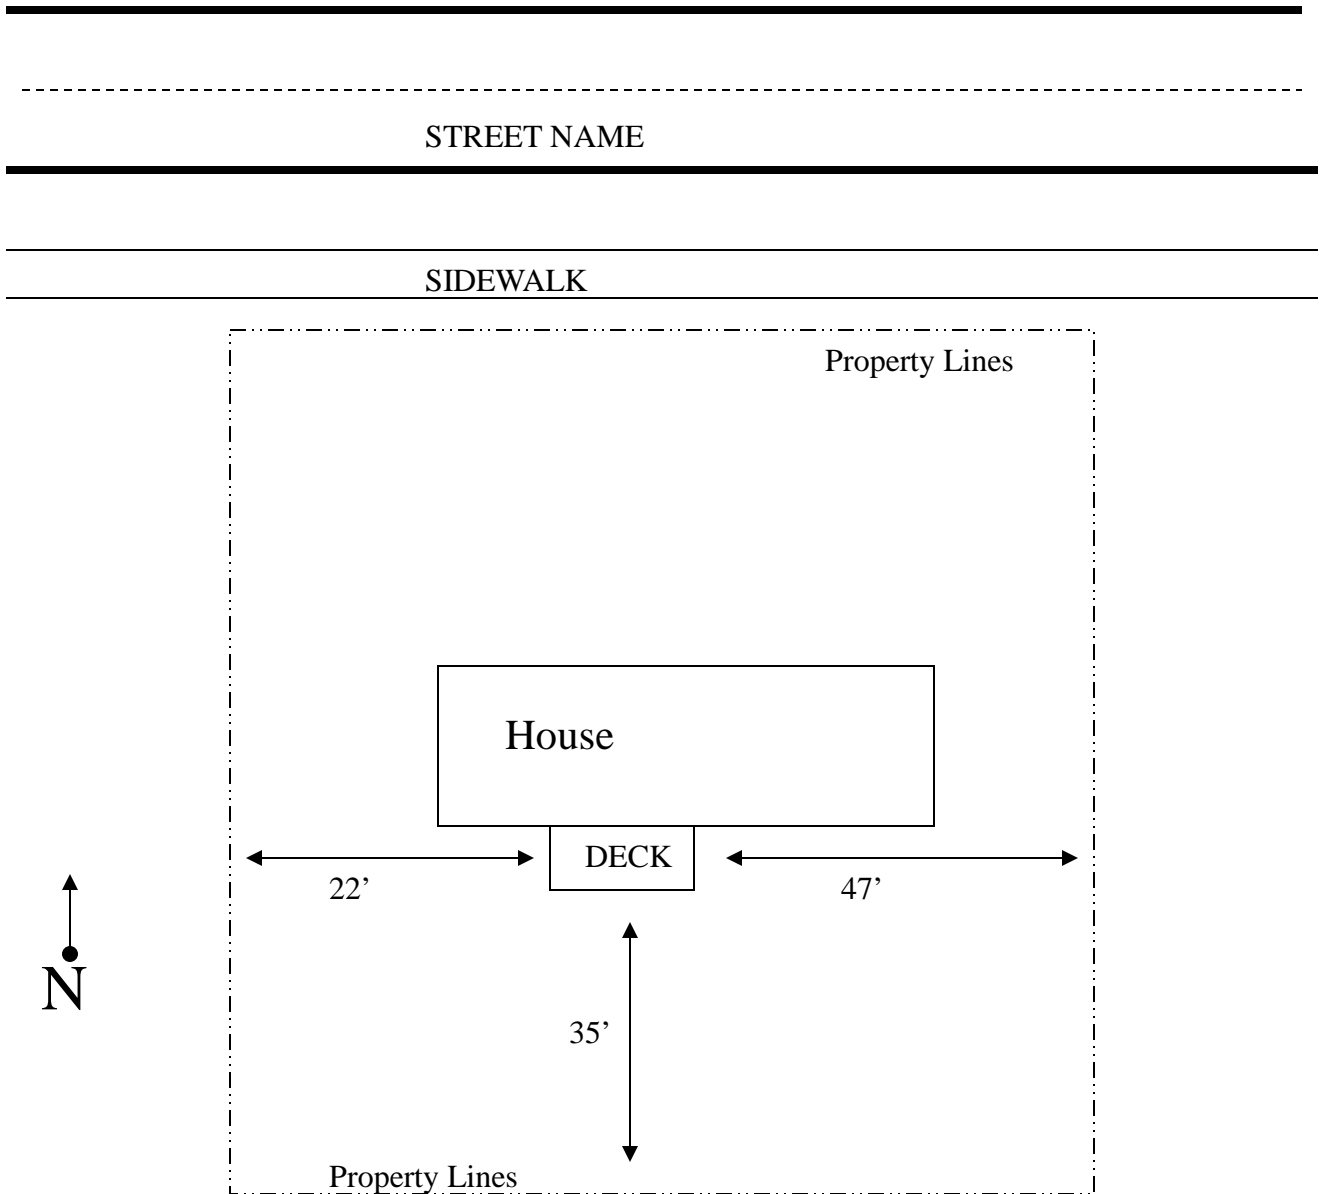 STREET NAME
SIDEWALK
Property Lines
House
DECK
22’
47’
N
35’
Property Lines